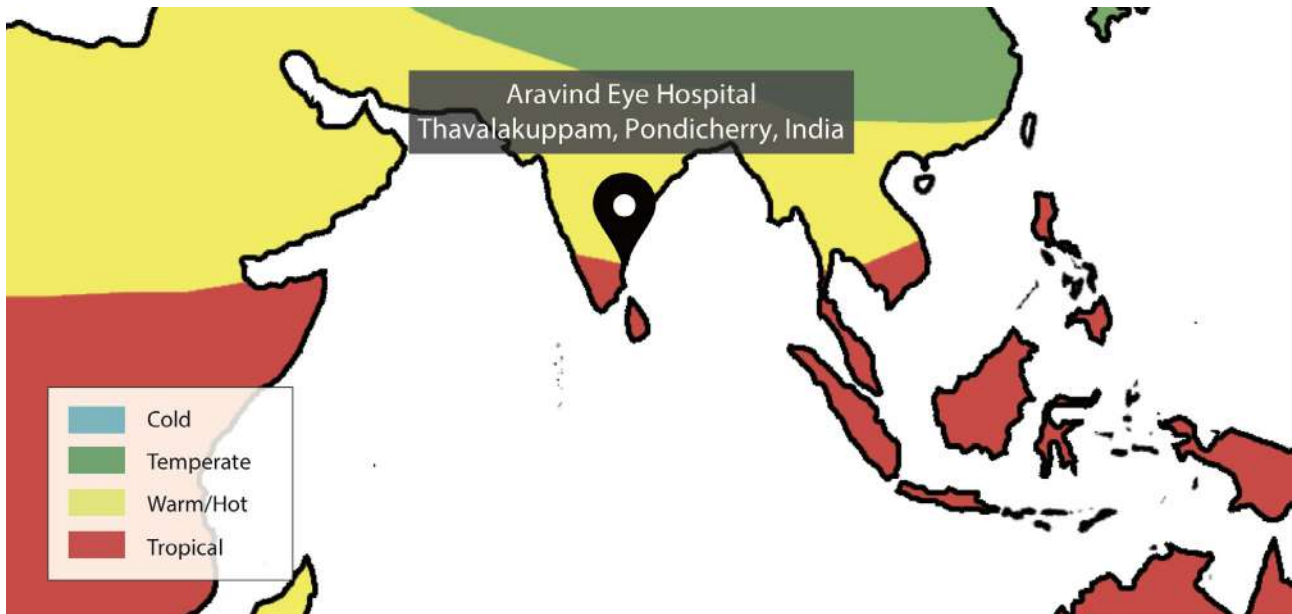 Aravind Eye Hospital
Thavalakuppam, Pondicherry, India
Cold
Temperate
Warm/Hot
Tropical